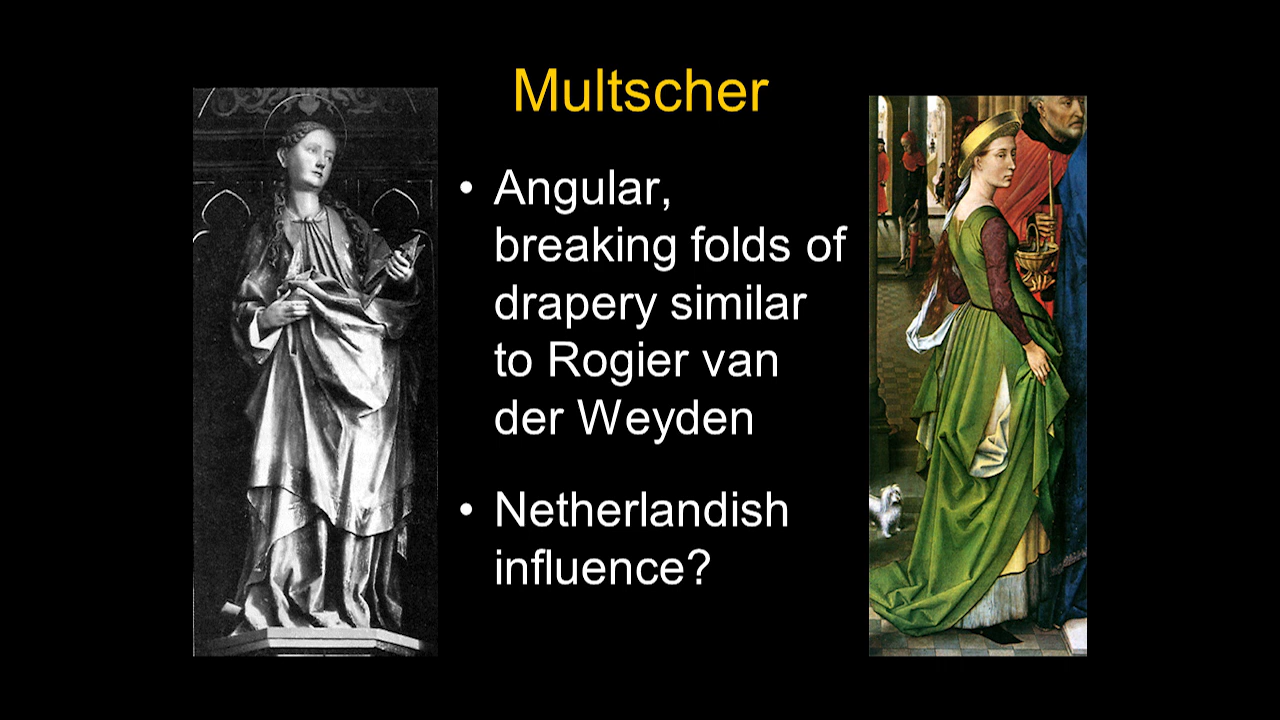 Multscher
• Angular,
breaking folds of
drapery similar
to Rogier van
der Weyden
• Netherlandish
influence?